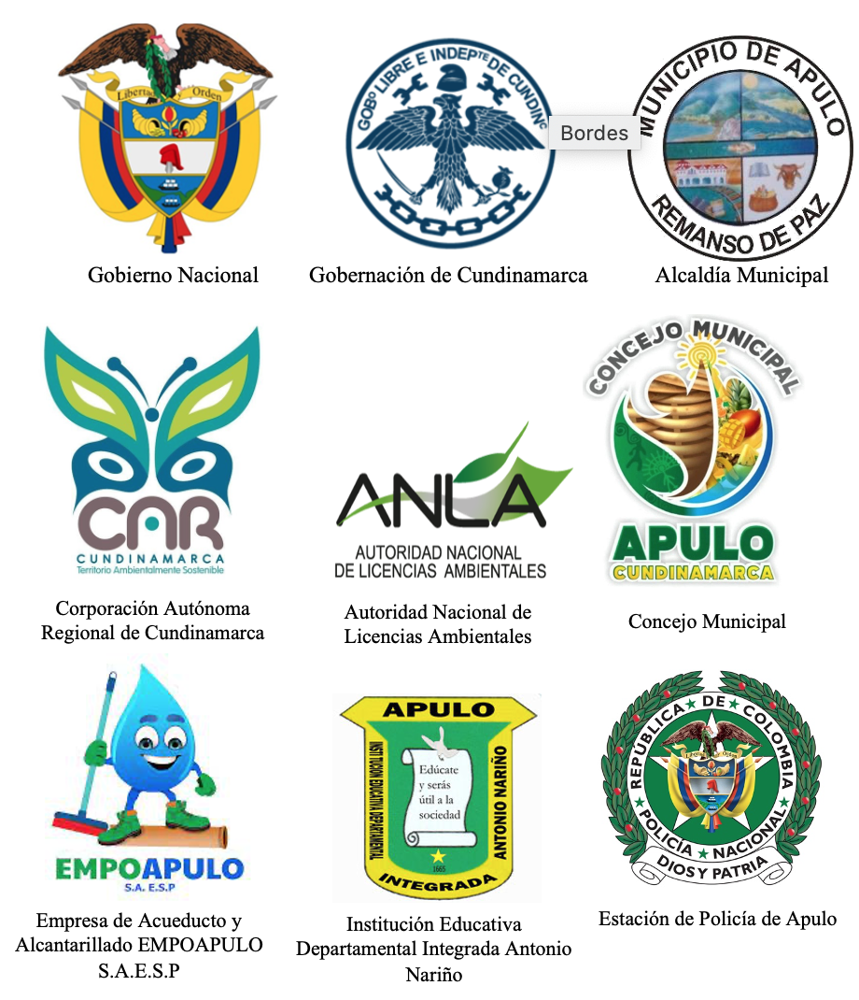 Libertad y Orden
GOBº LIBRE E INDEPTE DE CUNDINC
Bordes
MUNICIPIO DE APULO
REMANSO DE PAZ
Gobierno Nacional
Gobernación de Cundinamarca
Alcaldía Municipal
CAR
CUNDINAMARCA
Territorio Ambientalmente Sostenible
ANLA
AUTORIDAD NACIONAL
DE LICENCIAS AMBIENTALES
CONCEJO MUNICIPAL
APULO
CUNDINAMARCA
Corporación Autónoma
Regional de Cundinamarca
Autoridad Nacional de
Licencias Ambientales
Concejo Municipal
EMPOAPULO
S.A. E.S.P
APULO
INSTITUCIÓN EDUCATIVA DEPARTAMENTAL
Edúcate
y serás
útil a la
sociedad
ANTONIO NARIÑO
1665
INTEGRADA
REPÚBLICA DE COLOMBIA
Libertad y Orden
POLICÍA NACIONAL
DIOS Y PATRIA
Empresa de Acueducto y
Alcantarillado EMPOAPULO
S.A.E.S.P
Institución Educativa
Departamental Integrada Antonio
Nariño
Estación de Policía de Apulo